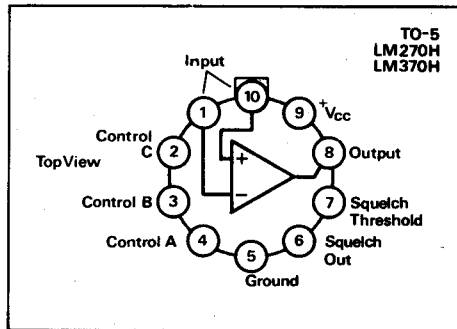 TO-5
LM270H
LM370H
Input
10
1
9
+Vcc
Control
C
2
8
Output
Top View
+
-
Control B
3
7
Squelch
Threshold
Control A
4
6
Squelch
Out
5
Ground